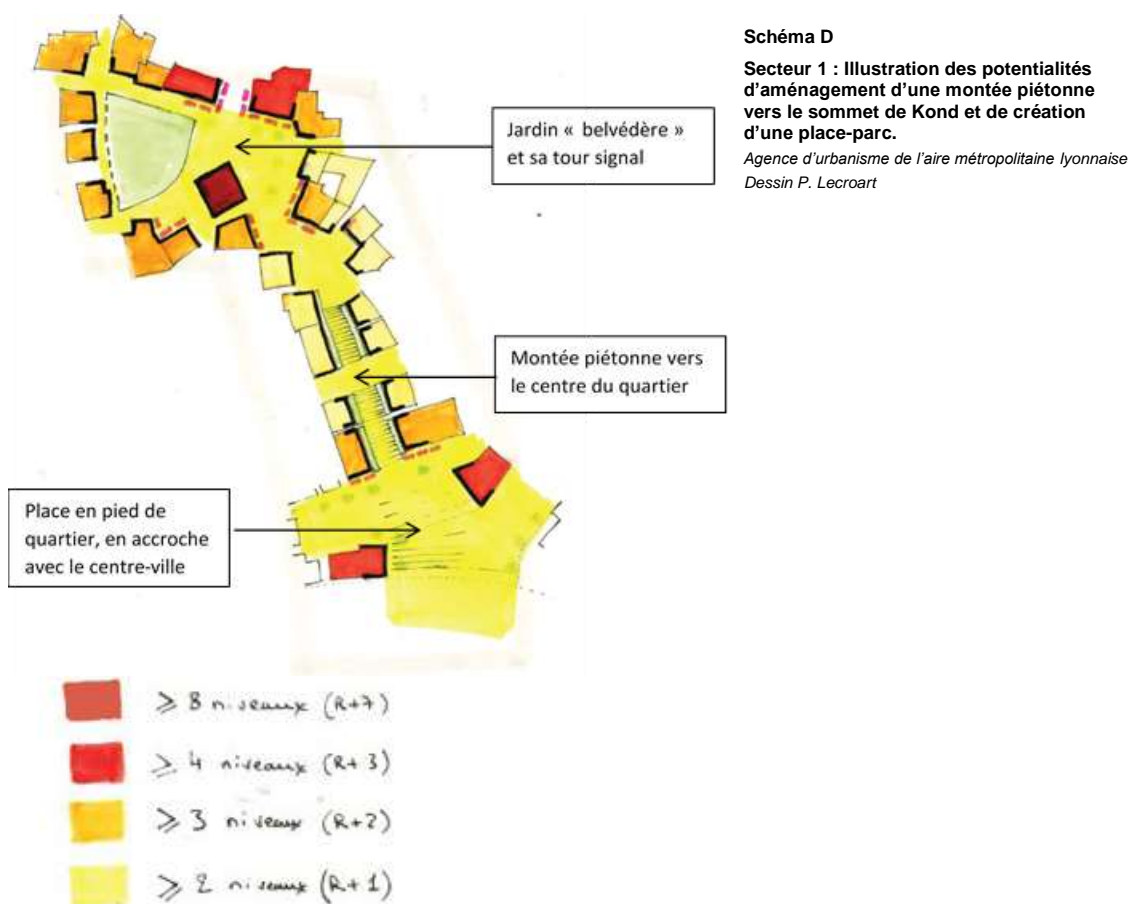 Schéma D
Secteur 1 : Illustration des potentialités
d’aménagement d’une montée piétonne
vers le sommet de Kond et de création
d’une place-parc.
Agence d’urbanisme de l’aire métropolitaine lyonnaise
Dessin P. Lecroart
Jardin « belvédère »
et sa tour signal
Montée piétonne vers
le centre du quartier
Place en pied de
quartier, en accroche
avec le centre-ville
⩾ 8 niveaux (R+7)
⩾ 4 niveaux (R+3)
⩾ 3 niveaux (R+2)
⩾ 2 niveaux (R+1)